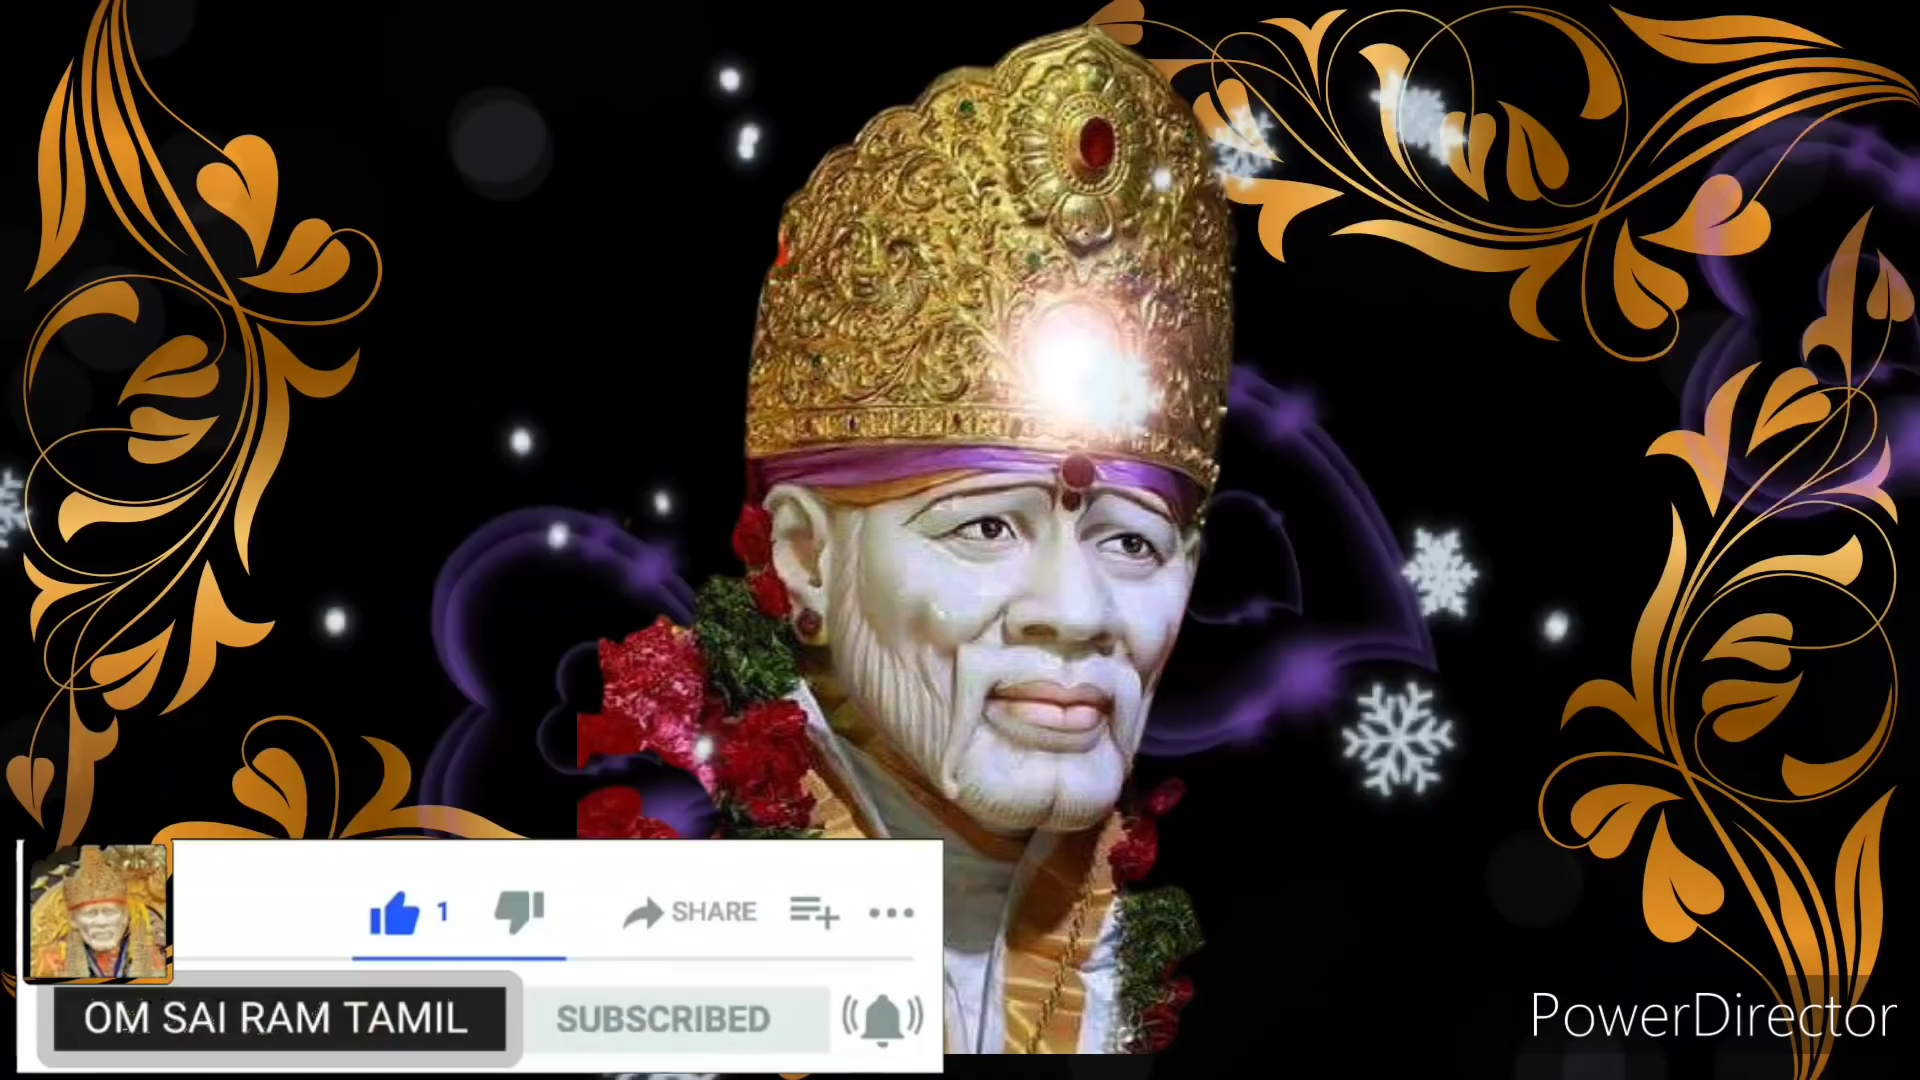 1
SHARE
OM SAI RAM TAMIL
SUBSCRIBED
PowerDirector